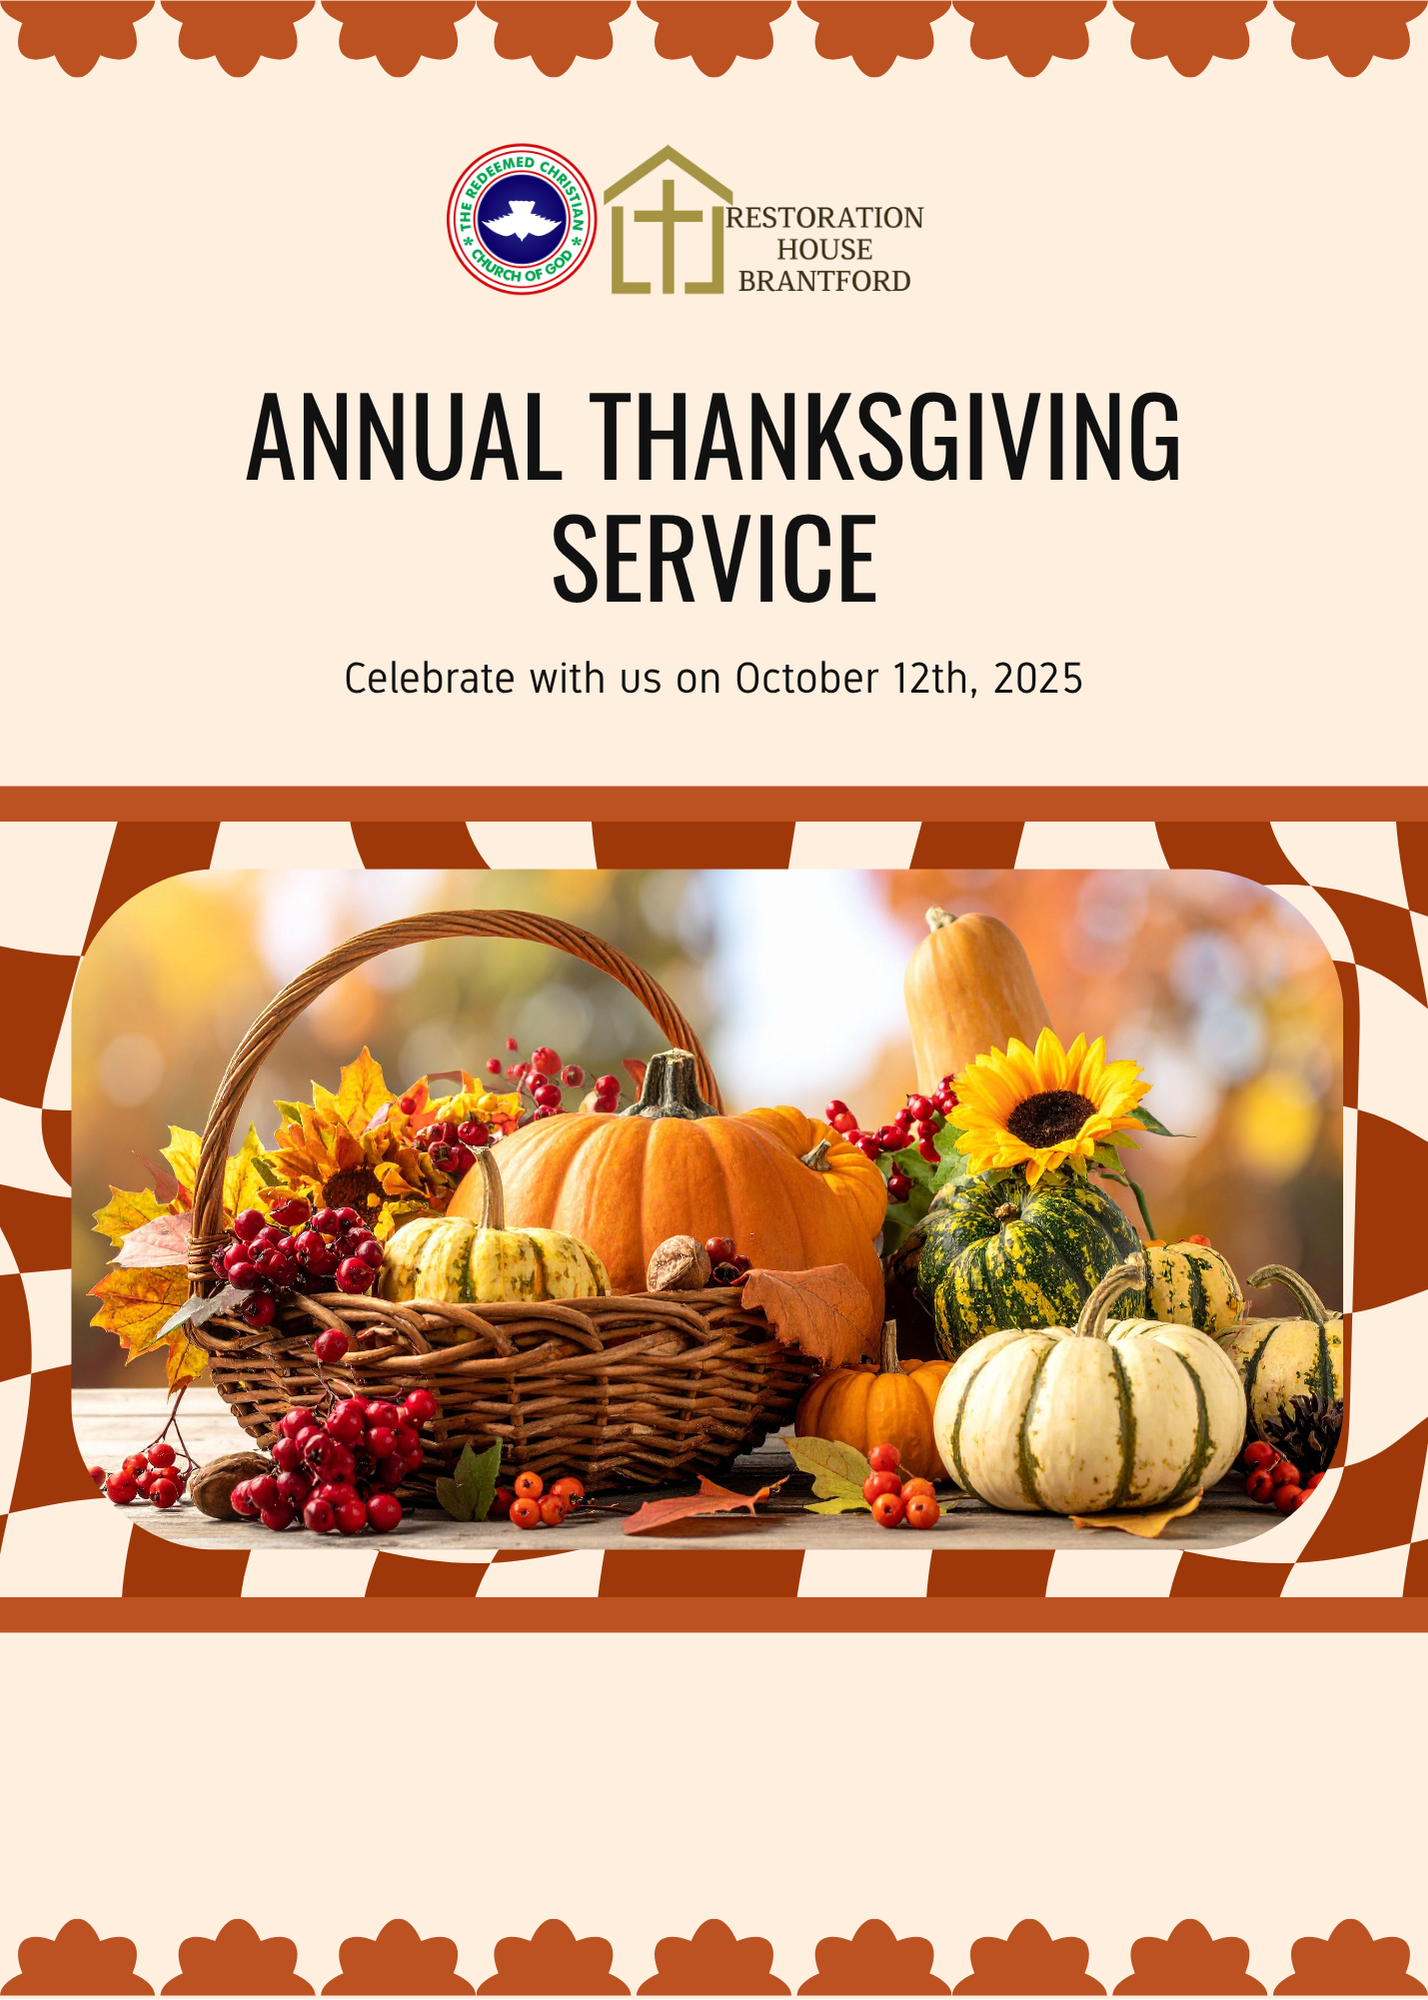 THE REDEEMED CHRISTIAN
* CHURCH OF GOD *
RESTORATION
HOUSE
BRANTFORD
ANNUAL THANKSGIVING
SERVICE
Celebrate with us on October 12th, 2025